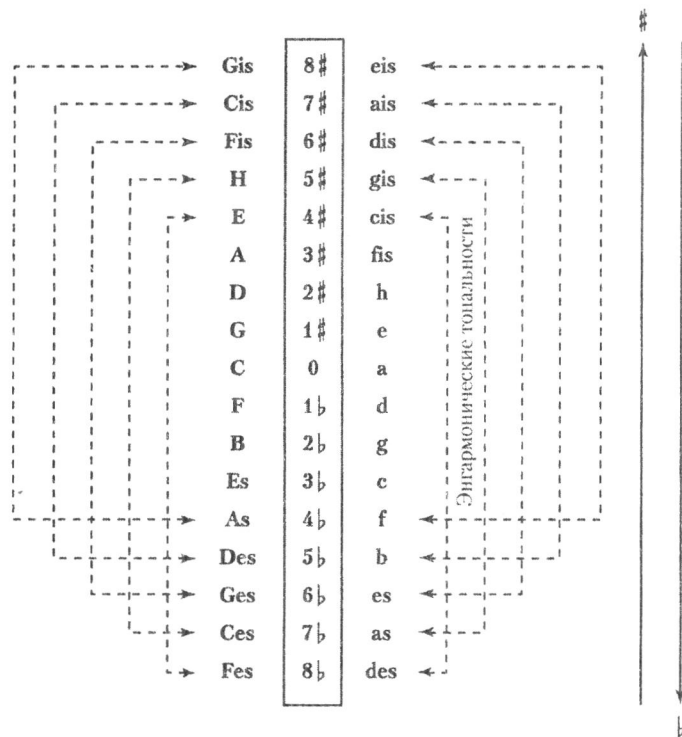 ♯
Gis 8♯ eis
Cis 7♯ ais
Fis 6♯ dis
H 5♯ gis
E 4♯ cis
A 3♯ fis
D 2♯ h
G 1♯ e
C 0 a
F 1♭ d
B 2♭ g
Es 3♭ c
As 4♭ f
Des 5♭ b
Ges 6♭ es
Ces 7♭ as
Fes 8♭ des
Энгармонические тональности
♭